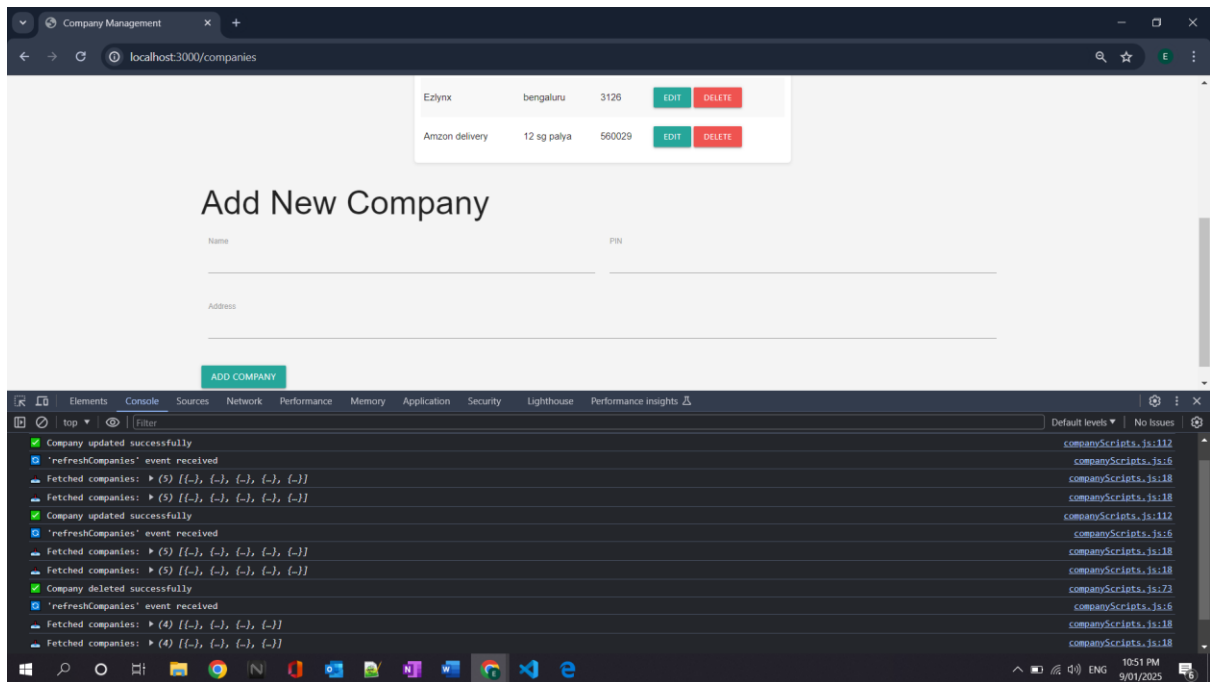 Company Management
localhost:3000/companies
E
Ezlynx bengaluru 3126 EDIT DELETE
Amzon delivery 12 sg palya 560029 EDIT DELETE
Add New Company
Name PIN
Address
ADD COMPANY
Elements Console Sources Network Performance Memory Application Security Lighthouse Performance insights
top Filter Default levels No Issues
Company updated successfully companyScripts.js:112
'refreshCompanies' event received companyScripts.js:6
Fetched companies: (5) [{…}, {…}, {…}, {…}, {…}] companyScripts.js:18
Fetched companies: (5) [{…}, {…}, {…}, {…}, {…}] companyScripts.js:18
Company updated successfully companyScripts.js:112
'refreshCompanies' event received companyScripts.js:6
Fetched companies: (5) [{…}, {…}, {…}, {…}, {…}] companyScripts.js:18
Fetched companies: (5) [{…}, {…}, {…}, {…}, {…}] companyScripts.js:18
Company deleted successfully companyScripts.js:73
'refreshCompanies' event received companyScripts.js:6
Fetched companies: (4) [{…}, {…}, {…}, {…}] companyScripts.js:18
Fetched companies: (4) [{…}, {…}, {…}, {…}] companyScripts.js:18
ENG 10:51 PM
9/01/2025 6